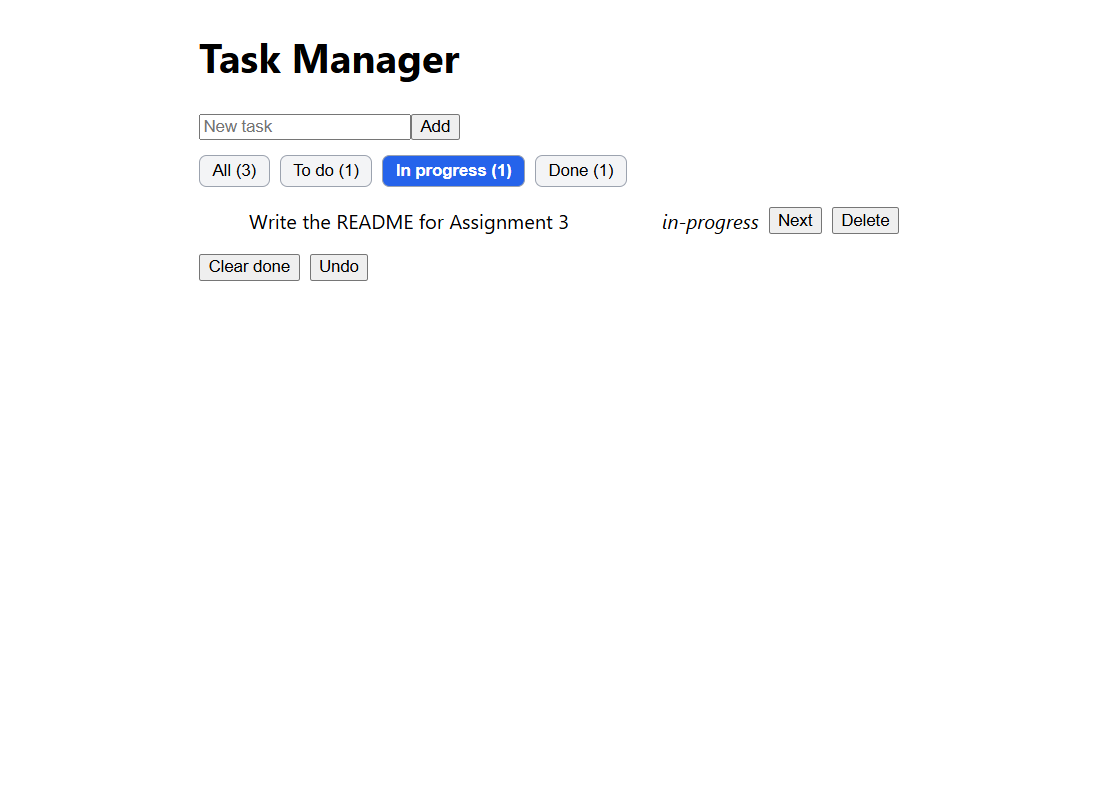 Task Manager
New task Add
All (3) To do (1) In progress (1) Done (1)
Write the README for Assignment 3 in-progress Next Delete
Clear done Undo